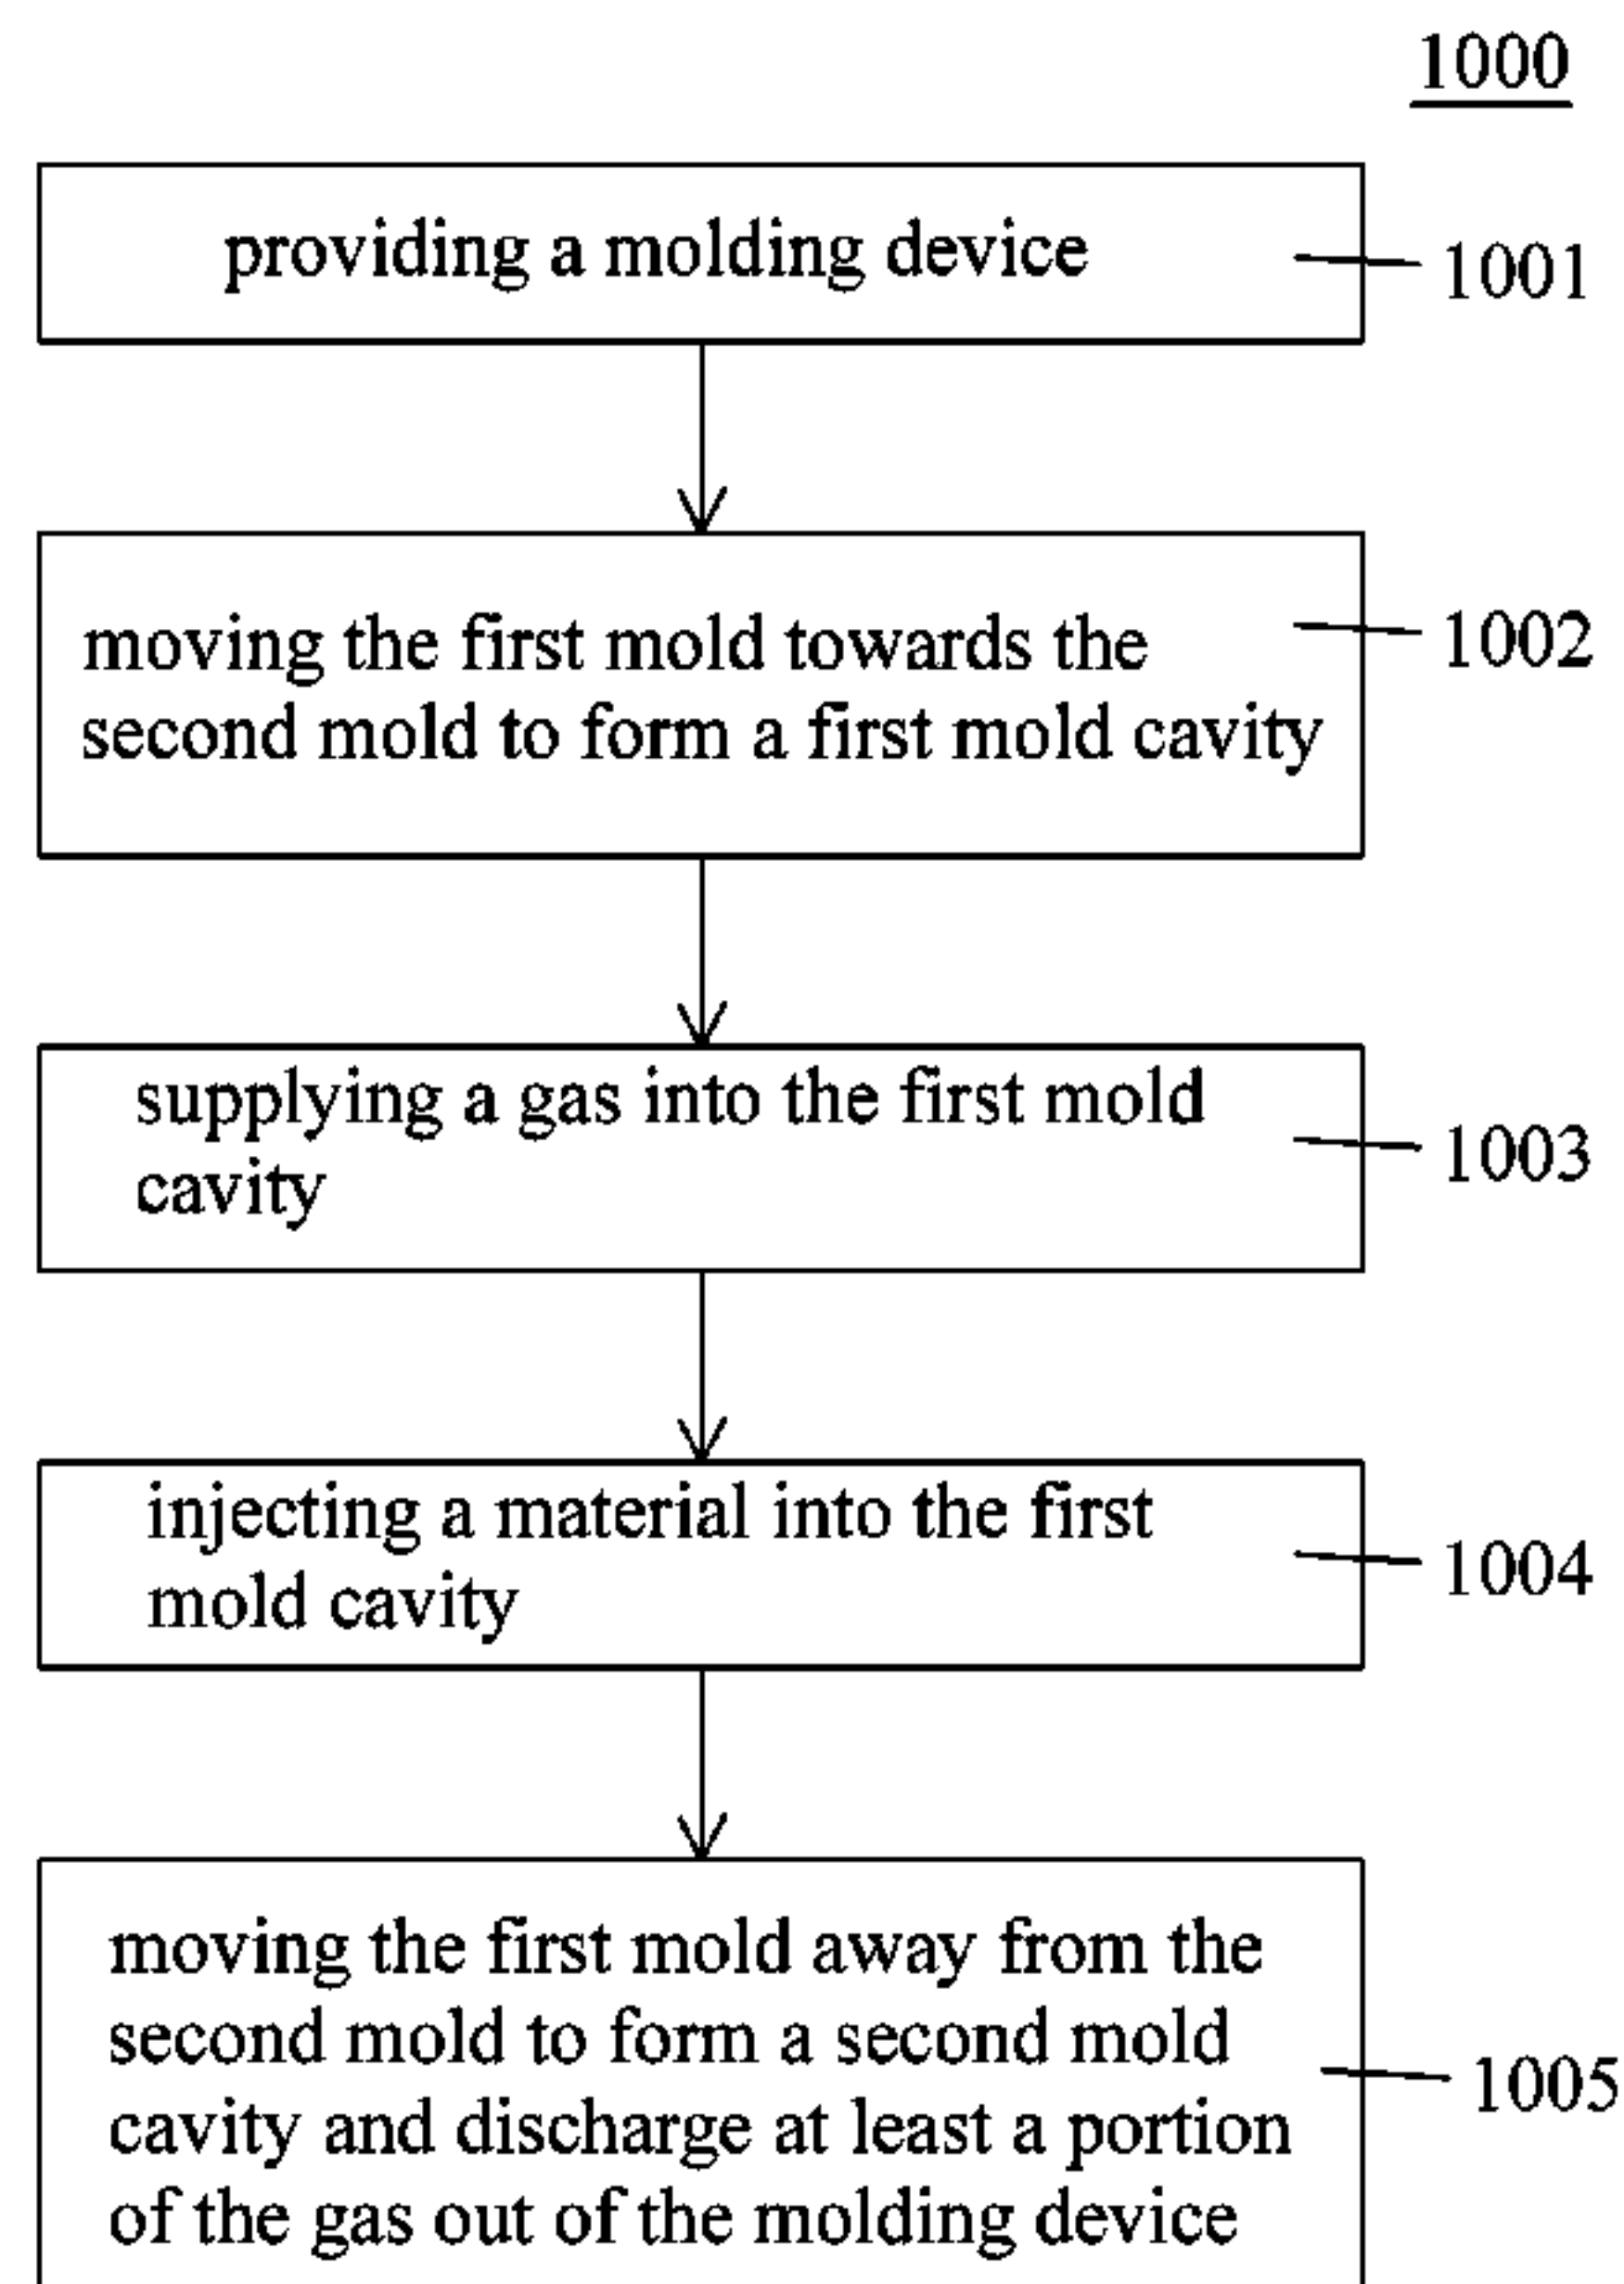 1000
providing a molding device
1001
moving the first mold towards the
second mold to form a first mold cavity
1002
supplying a gas into the first mold
cavity
1003
injecting a material into the first
mold cavity
1004
moving the first mold away from the
second mold to form a second mold
cavity and discharge at least a portion
of the gas out of the molding device
1005